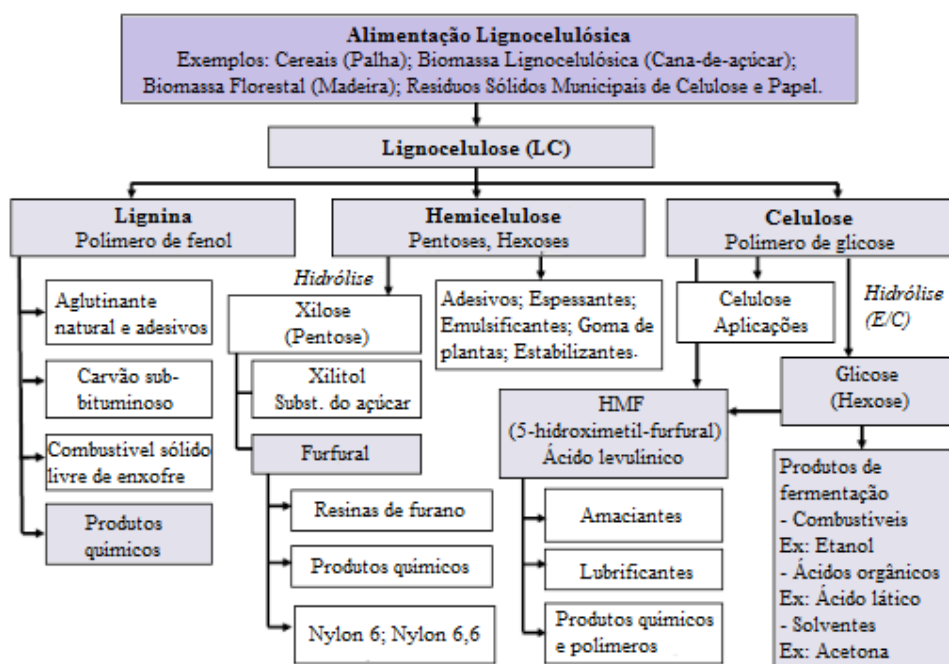 Alimentação Lignocelulósica
Exemplos: Cereais (Palha); Biomassa Lignocelulósica (Cana-de-açúcar);
Biomassa Florestal (Madeira); Resíduos Sólidos Municipais de Celulose e Papel.
Lignocelulose (LC)
Lignina
Polímero de fenol
Hemicelulose
Pentoses, Hexoses
Celulose
Polímero de glicose
Aglutinante
natural e adesivos
Carvão sub-
bituminoso
Combustível sólido
livre de enxofre
Produtos
químicos
Hidrólise
Xilose
(Pentose)
Xilitol
Subst. do açúcar
Furfural
Resinas de furano
Produtos químicos
Nylon 6; Nylon 6,6
Adesivos; Espessantes;
Emulsificantes; Goma de
plantas; Estabilizantes.
Celulose
Aplicações
Hidrólise
(E/C)
Glicose
(Hexose)
HMF
(5-hidroximetil-furfural)
Ácido levulínico
Amaciantes
Lubrificantes
Produtos químicos
e polímeros
Produtos de
fermentação
- Combustíveis
Ex: Etanol
- Ácidos orgânicos
Ex: Ácido lático
- Solventes
Ex: Acetona